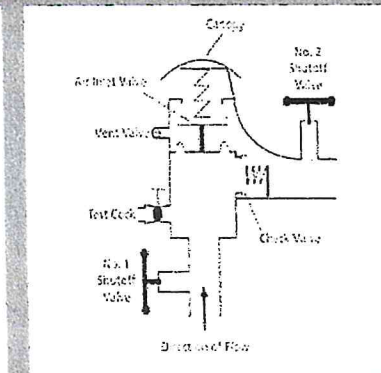 Canopy
Air Inlet Valve
No. 2
Shutoff
Valve
Vent Valve
Test Cock
Check Valve
No. 1
Shutoff
Valve
Direction of Flow